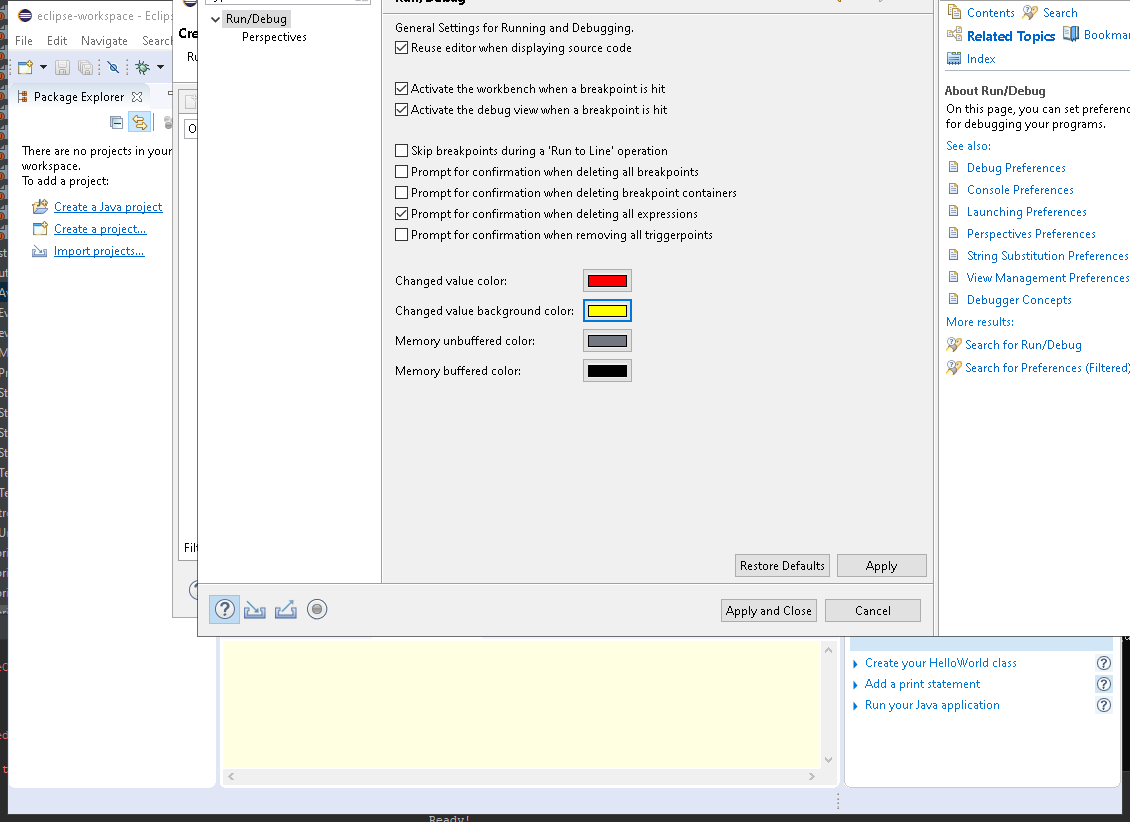 eclipse-workspace - Eclips
File Edit Navigate Search
Package Explorer
There are no projects in your
workspace.
To add a project:
Create a Java project
Create a project...
Import projects...
Cre
Ru
Filt
Run/Debug
Perspectives
Run/Debug
General Settings for Running and Debugging.
Reuse editor when displaying source code
Activate the workbench when a breakpoint is hit
Activate the debug view when a breakpoint is hit
Skip breakpoints during a 'Run to Line' operation
Prompt for confirmation when deleting all breakpoints
Prompt for confirmation when deleting breakpoint containers
Prompt for confirmation when deleting all expressions
Prompt for confirmation when removing all triggerpoints
Changed value color:
Changed value background color:
Memory unbuffered color:
Memory buffered color:
Restore Defaults Apply
Apply and Close Cancel
Contents Search
Related Topics Bookmar
Index
About Run/Debug
On this page, you can set preferenc
for debugging your programs.
See also:
Debug Preferences
Console Preferences
Launching Preferences
Perspectives Preferences
String Substitution Preferences
View Management Preferences
Debugger Concepts
More results:
Search for Run/Debug
Search for Preferences (Filtered)
Create your HelloWorld class
Add a print statement
Run your Java application
Ready!